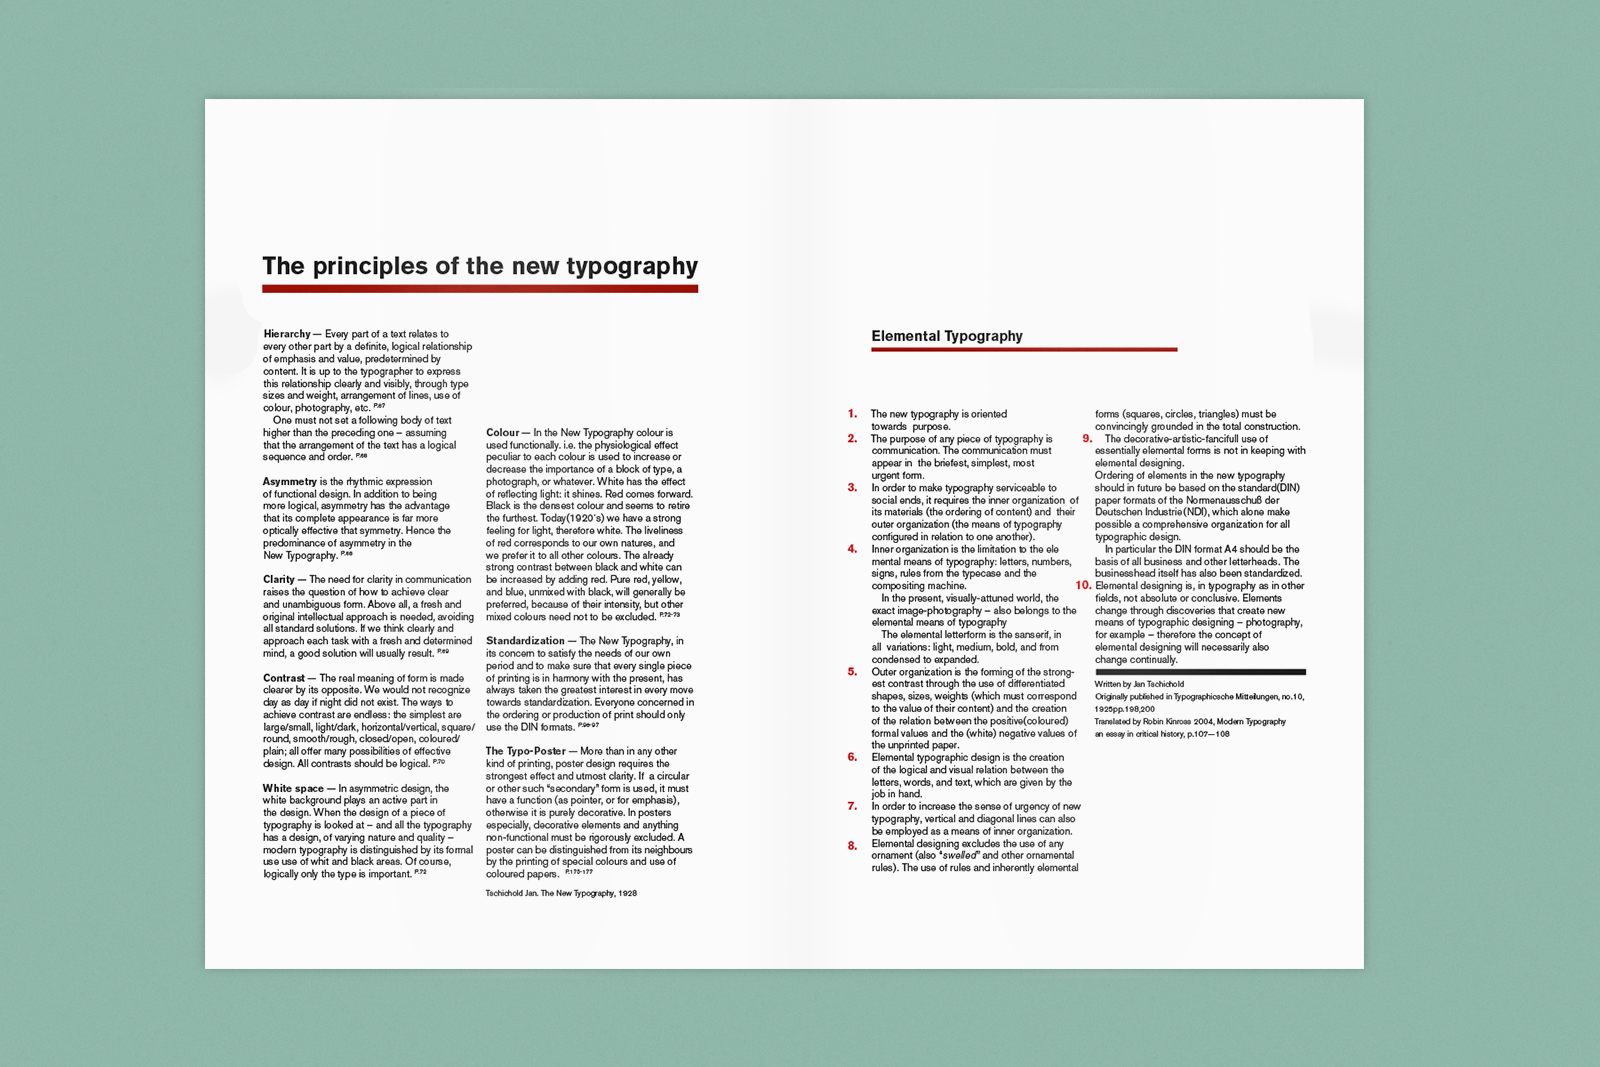 The principles of the new typography
Hierarchy — Every part of a text relates to
every other part by a definite, logical relationship
of emphasis and value, predetermined by
content. It is up to the typographer to express
this relationship clearly and visibly, through type
sizes and weight, arrangement of lines, use of
colour, photography, etc. P.67
One must not set a following body of text
higher than the preceding one – assuming
that the arrangement of the text has a logical
sequence and order. P.68
Asymmetry is the rhythmic expression
of functional design. In addition to being
more logical, asymmetry has the advantage
that its complete appearance is far more
optically effective that symmetry. Hence the
predominance of asymmetry in the
New Typography. P.68
Clarity — The need for clarity in communication
raises the question of how to achieve clear
and unambiguous form. Above all, a fresh and
original intellectual approach is needed, avoiding
all standard solutions. If we think clearly and
approach each task with a fresh and determined
mind, a good solution will usually result. P.69
Contrast — The real meaning of form is made
clearer by its opposite. We would not recognize
day as day if night did not exist. The ways to
achieve contrast are endless: the simplest are
large/small, light/dark, horizontal/vertical, square/
round, smooth/rough, closed/open, coloured/
plain; all offer many possibilities of effective
design. All contrasts should be logical. P.70
White space — In asymmetric design, the
white background plays an active part in
the design. When the design of a piece of
typography is looked at – and all the typography
has a design, of varying nature and quality –
modern typography is distinguished by its formal
use use of whit and black areas. Of course,
logically only the type is important. P.72
Colour — In the New Typography colour is
used functionally. i.e. the physiological effect
peculiar to each colour is used to increase or
decrease the importance of a block of type, a
photograph, or whatever. White has the effect
of reflecting light: it shines. Red comes forward.
Black is the densest colour and seems to retire
the furthest. Today(1920's) we have a strong
feeling for light, therefore white. The liveliness
of red corresponds to our own natures, and
we prefer it to all other colours. The already
strong contrast between black and white can
be increased by adding red. Pure red, yellow,
and blue, unmixed with black, will generally be
preferred, because of their intensity, but other
mixed colours need not to be excluded. P.72-73
Standardization — The New Typography, in
its concern to satisfy the needs of our own
period and to make sure that every single piece
of printing is in harmony with the present, has
always taken the greatest interest in every move
towards standardization. Everyone concerned in
the ordering or production of print should only
use the DIN formats. P.96-97
The Typo-Poster — More than in any other
kind of printing, poster design requires the
strongest effect and utmost clarity. If a circular
or other such "secondary" form is used, it must
have a function (as pointer, or for emphasis),
otherwise it is purely decorative. In posters
especially, decorative elements and anything
non-functional must be rigorously excluded. A
poster can be distinguished from its neighbours
by the printing of special colours and use of
coloured papers. P.175-177
Tschichold Jan. The New Typography, 1928
Elemental Typography
1. The new typography is oriented
towards purpose.
2. The purpose of any piece of typography is
communication. The communication must
appear in the briefest, simplest, most
urgent form.
3. In order to make typography serviceable to
social ends, it requires the inner organization of
its materials (the ordering of content) and their
outer organization (the means of typography
configured in relation to one another).
4. Inner organization is the limitation to the ele
mental means of typography: letters, numbers,
signs, rules from the typecase and the
compositing machine.
In the present, visually-attuned world, the
exact image-photography – also belongs to the
elemental means of typography
The elemental letterform is the sanserif, in
all variations: light, medium, bold, and from
condensed to expanded.
5. Outer organization is the forming of the strong-
est contrast through the use of differentiated
shapes, sizes, weights (which must correspond
to the value of their content) and the creation
of the relation between the positive(coloured)
formal values and the (white) negative values of
the unprinted paper.
6. Elemental typographic design is the creation
of the logical and visual relation between the
letters, words, and text, which are given by the
job in hand.
7. In order to increase the sense of urgency of new
typography, vertical and diagonal lines can also
be employed as a means of inner organization.
8. Elemental designing excludes the use of any
ornament (also "swelled" and other ornamental
rules). The use of rules and inherently elemental
forms (squares, circles, triangles) must be
convincingly grounded in the total construction.
9. The decorative-artistic-fancifull use of
essentially elemental forms is not in keeping with
elemental designing.
Ordering of elements in the new typography
should in future be based on the standard(DIN)
paper formats of the Normenausschuß der
Deutschen Industrie(NDI), which alone make
possible a comprehensive organization for all
typographic design.
In particular the DIN format A4 should be the
basis of all business and other letterheads. The
businesshead itself has also been standardized.
10. Elemental designing is, in typography as in other
fields, not absolute or conclusive. Elements
change through discoveries that create new
means of typographic designing – photography,
for example – therefore the concept of
elemental designing will necessarily also
change continually.
Written by Jan Tschichold
Originally published in Typographicsche Mitteilungen, no.10,
1925pp.198,200
Translated by Robin Kinross 2004, Modern Typography
an essay in critical history, p.107—108